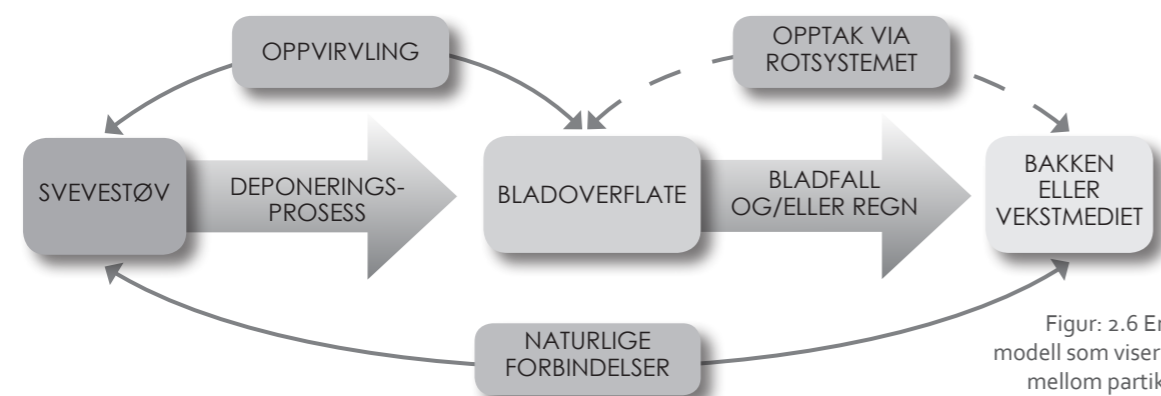 OPPVIRVLING
OPPTAK VIA
ROTSYSTEMET
SVEVESTØV
DEPONERINGS-
PROSESS
BLADOVERFLATE
BLADFALL
OG/ELLER REGN
BAKKEN
ELLER
VEKSTMEDIET
NATURLIGE
FORBINDELSER
Figur: 2.6
modell som viser
mellom